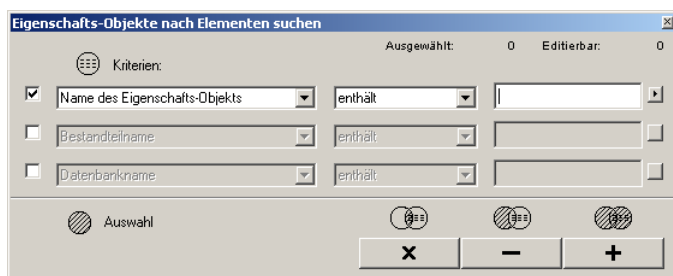 Eigenschafts-Objekte nach Elementen suchen
Ausgewählt: 0 Editierbar: 0
Kriterien:
Name des Eigenschafts-Objekts enthält
Bestandteilname enthält
Datenbankname enthält
Auswahl